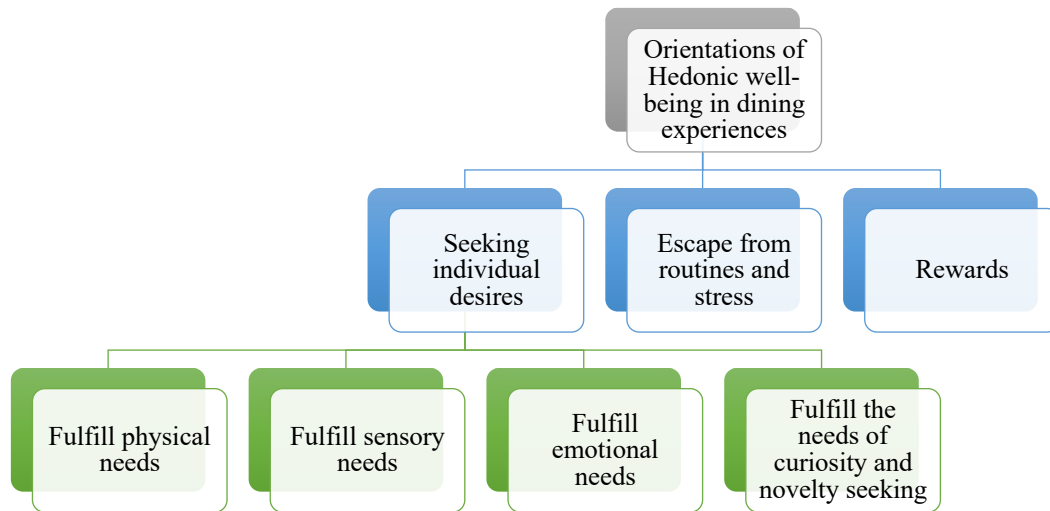 Orientations of
Hedonic well-
being in dining
experiences
Seeking
individual
desires
Escape from
routines and
stress
Rewards
Fulfill physical
needs
Fulfill sensory
needs
Fulfill
emotional
needs
Fulfill the
needs of
curiosity and
novelty seeking